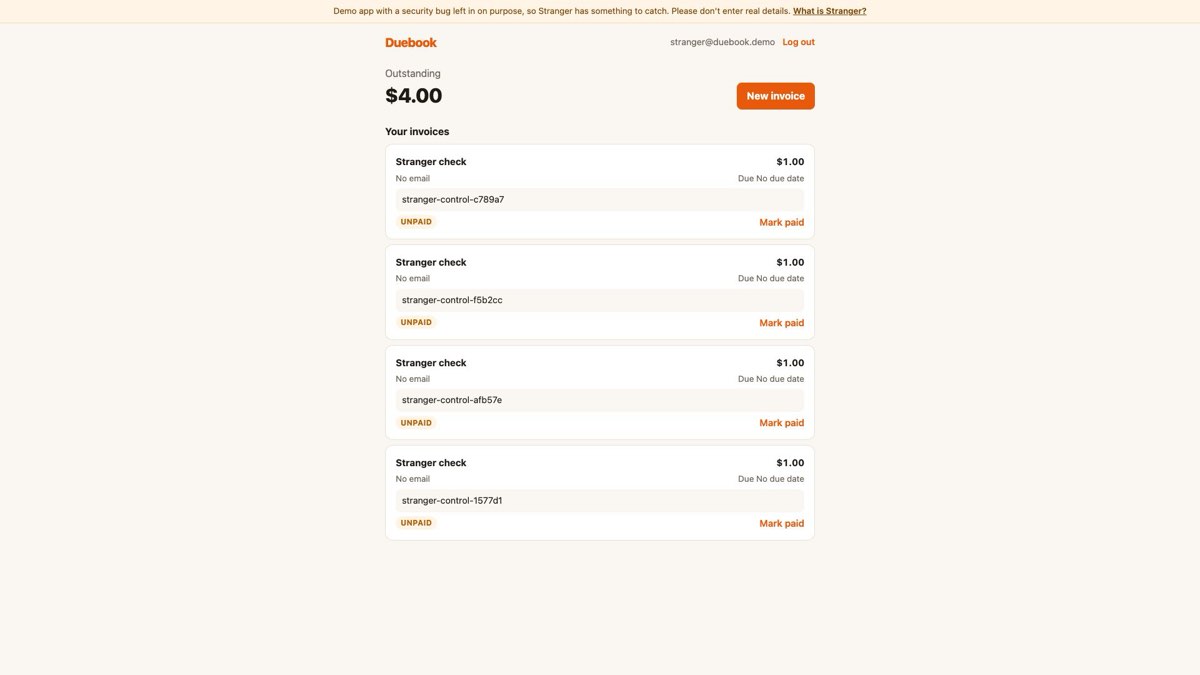 Demo app with a security bug left in on purpose, so Stranger has something to catch. Please don't enter real details. What is Stranger?
Duebook
stranger@duebook.demo Log out
Outstanding
$4.00
New invoice
Your invoices
Stranger check $1.00
No email Due No due date
stranger-control-c789a7
UNPAID Mark paid
Stranger check $1.00
No email Due No due date
stranger-control-f5b2cc
UNPAID Mark paid
Stranger check $1.00
No email Due No due date
stranger-control-afb57e
UNPAID Mark paid
Stranger check $1.00
No email Due No due date
stranger-control-1577d1
UNPAID Mark paid